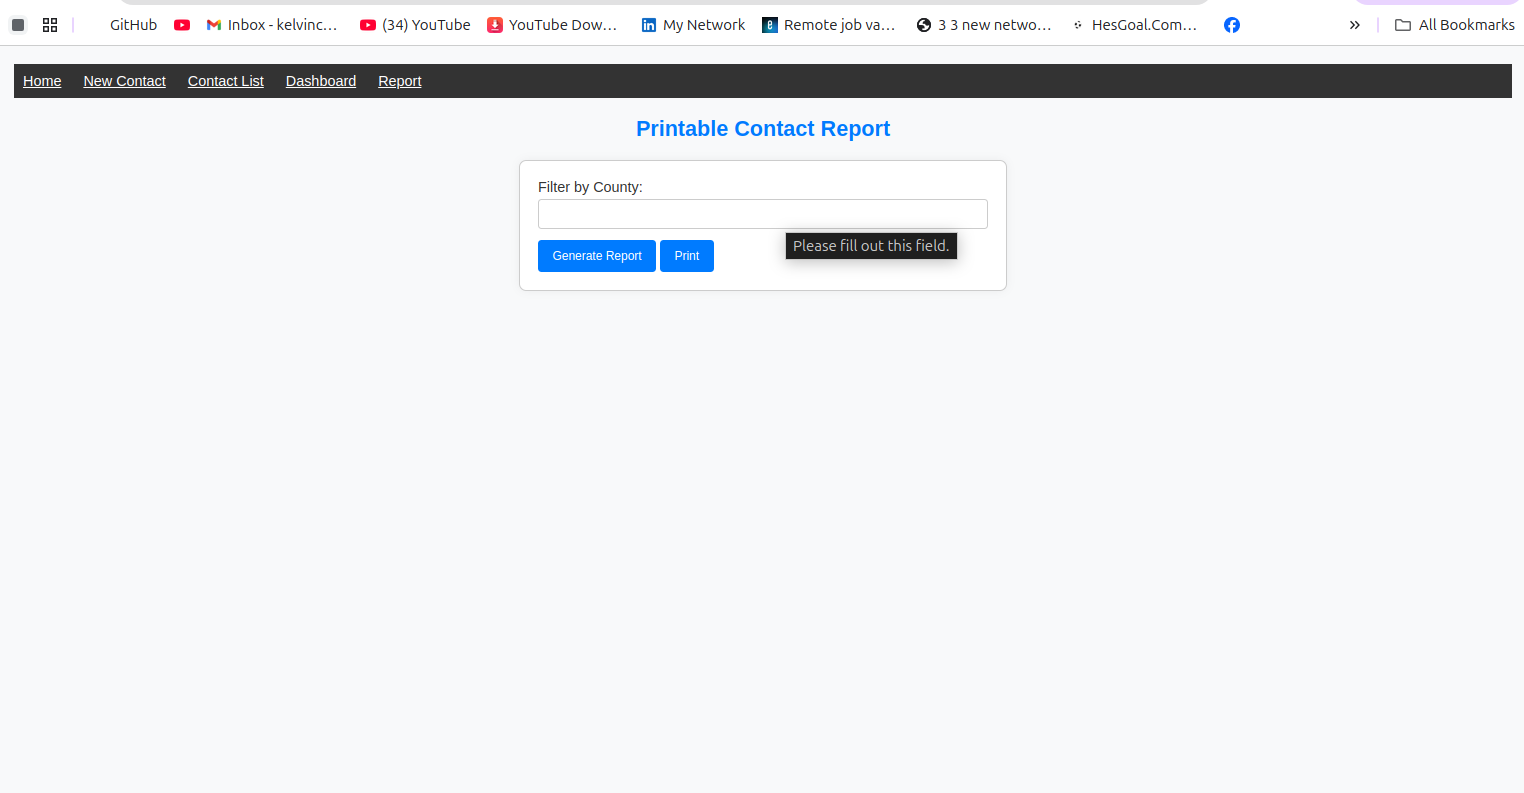 GitHub Inbox - kelvinc... (34) YouTube YouTube Dow... My Network Remote job va... 3 3 new netwo... HesGoal.Com... » All Bookmarks
Home New Contact Contact List Dashboard Report
Printable Contact Report
Filter by County:
Please fill out this field.
Generate Report Print